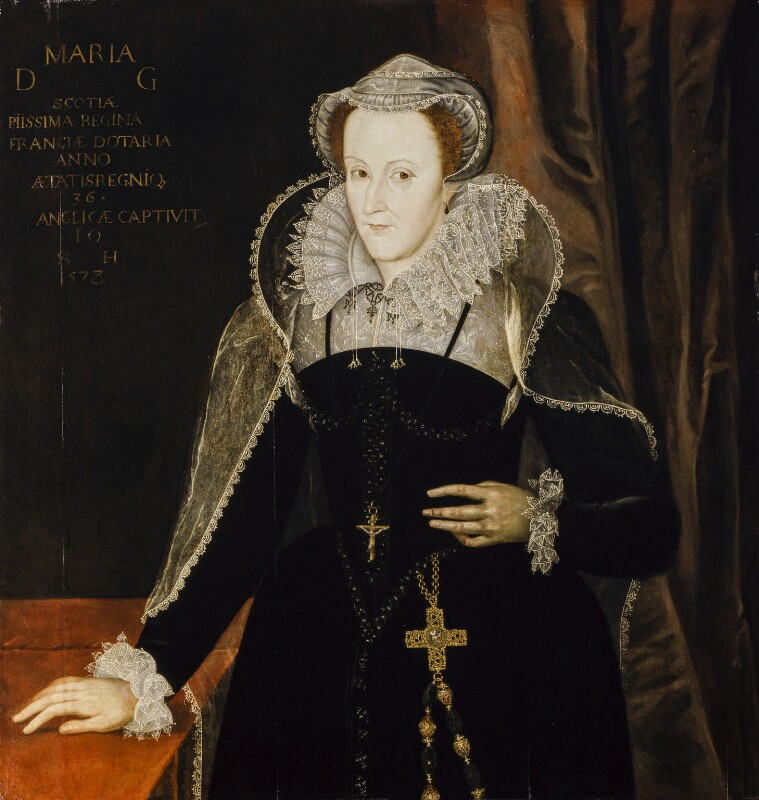 MARIA
D G
SCOTIÆ
PIISSIMA REGINA
FRANCIÆ DOTARIA
ANNO
ÆTATIS REGNIQ
36
ANGLICÆ CAPTIVIT
10
S H
1578